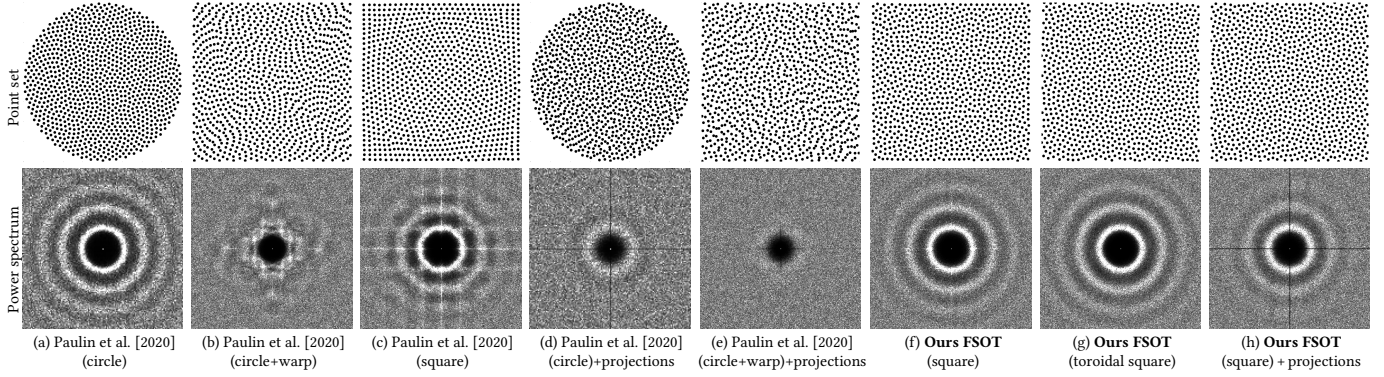 Point set
Power spectrum
(a) Paulin et al. [2020]
(circle)
(b) Paulin et al. [2020]
(circle+warp)
(c) Paulin et al. [2020]
(square)
(d) Paulin et al. [2020]
(circle)+projections
(e) Paulin et al. [2020]
(circle+warp)+projections
(f) Ours FSOT
(square)
(g) Ours FSOT
(toroidal square)
(h) Ours FSOT
(square) + projections